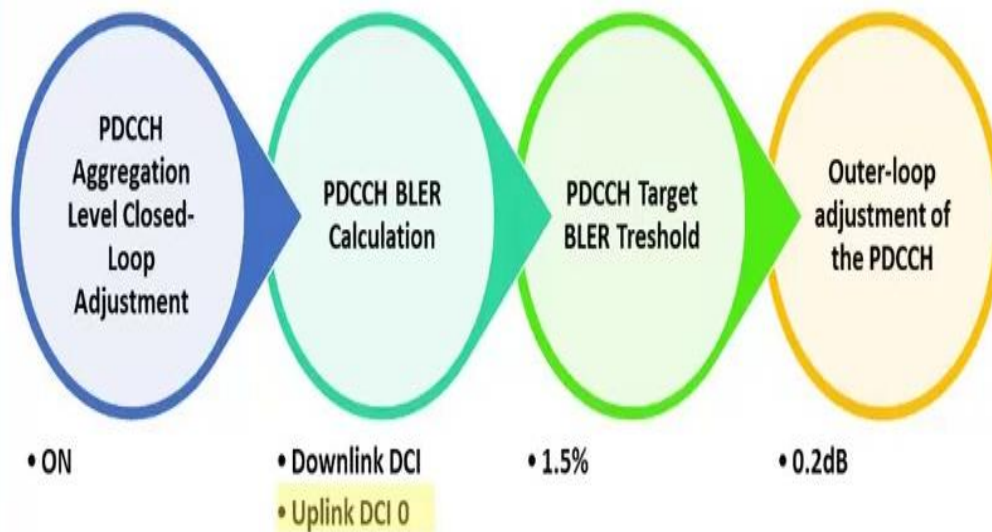 PDCCH
Aggregation
Level Closed-
Loop
Adjustment
PDCCH BLER
Calculation
PDCCH Target
BLER Treshold
Outer-loop
adjustment of
the PDCCH
• ON
• Downlink DCI
• Uplink DCI 0
• 1.5%
• 0.2dB